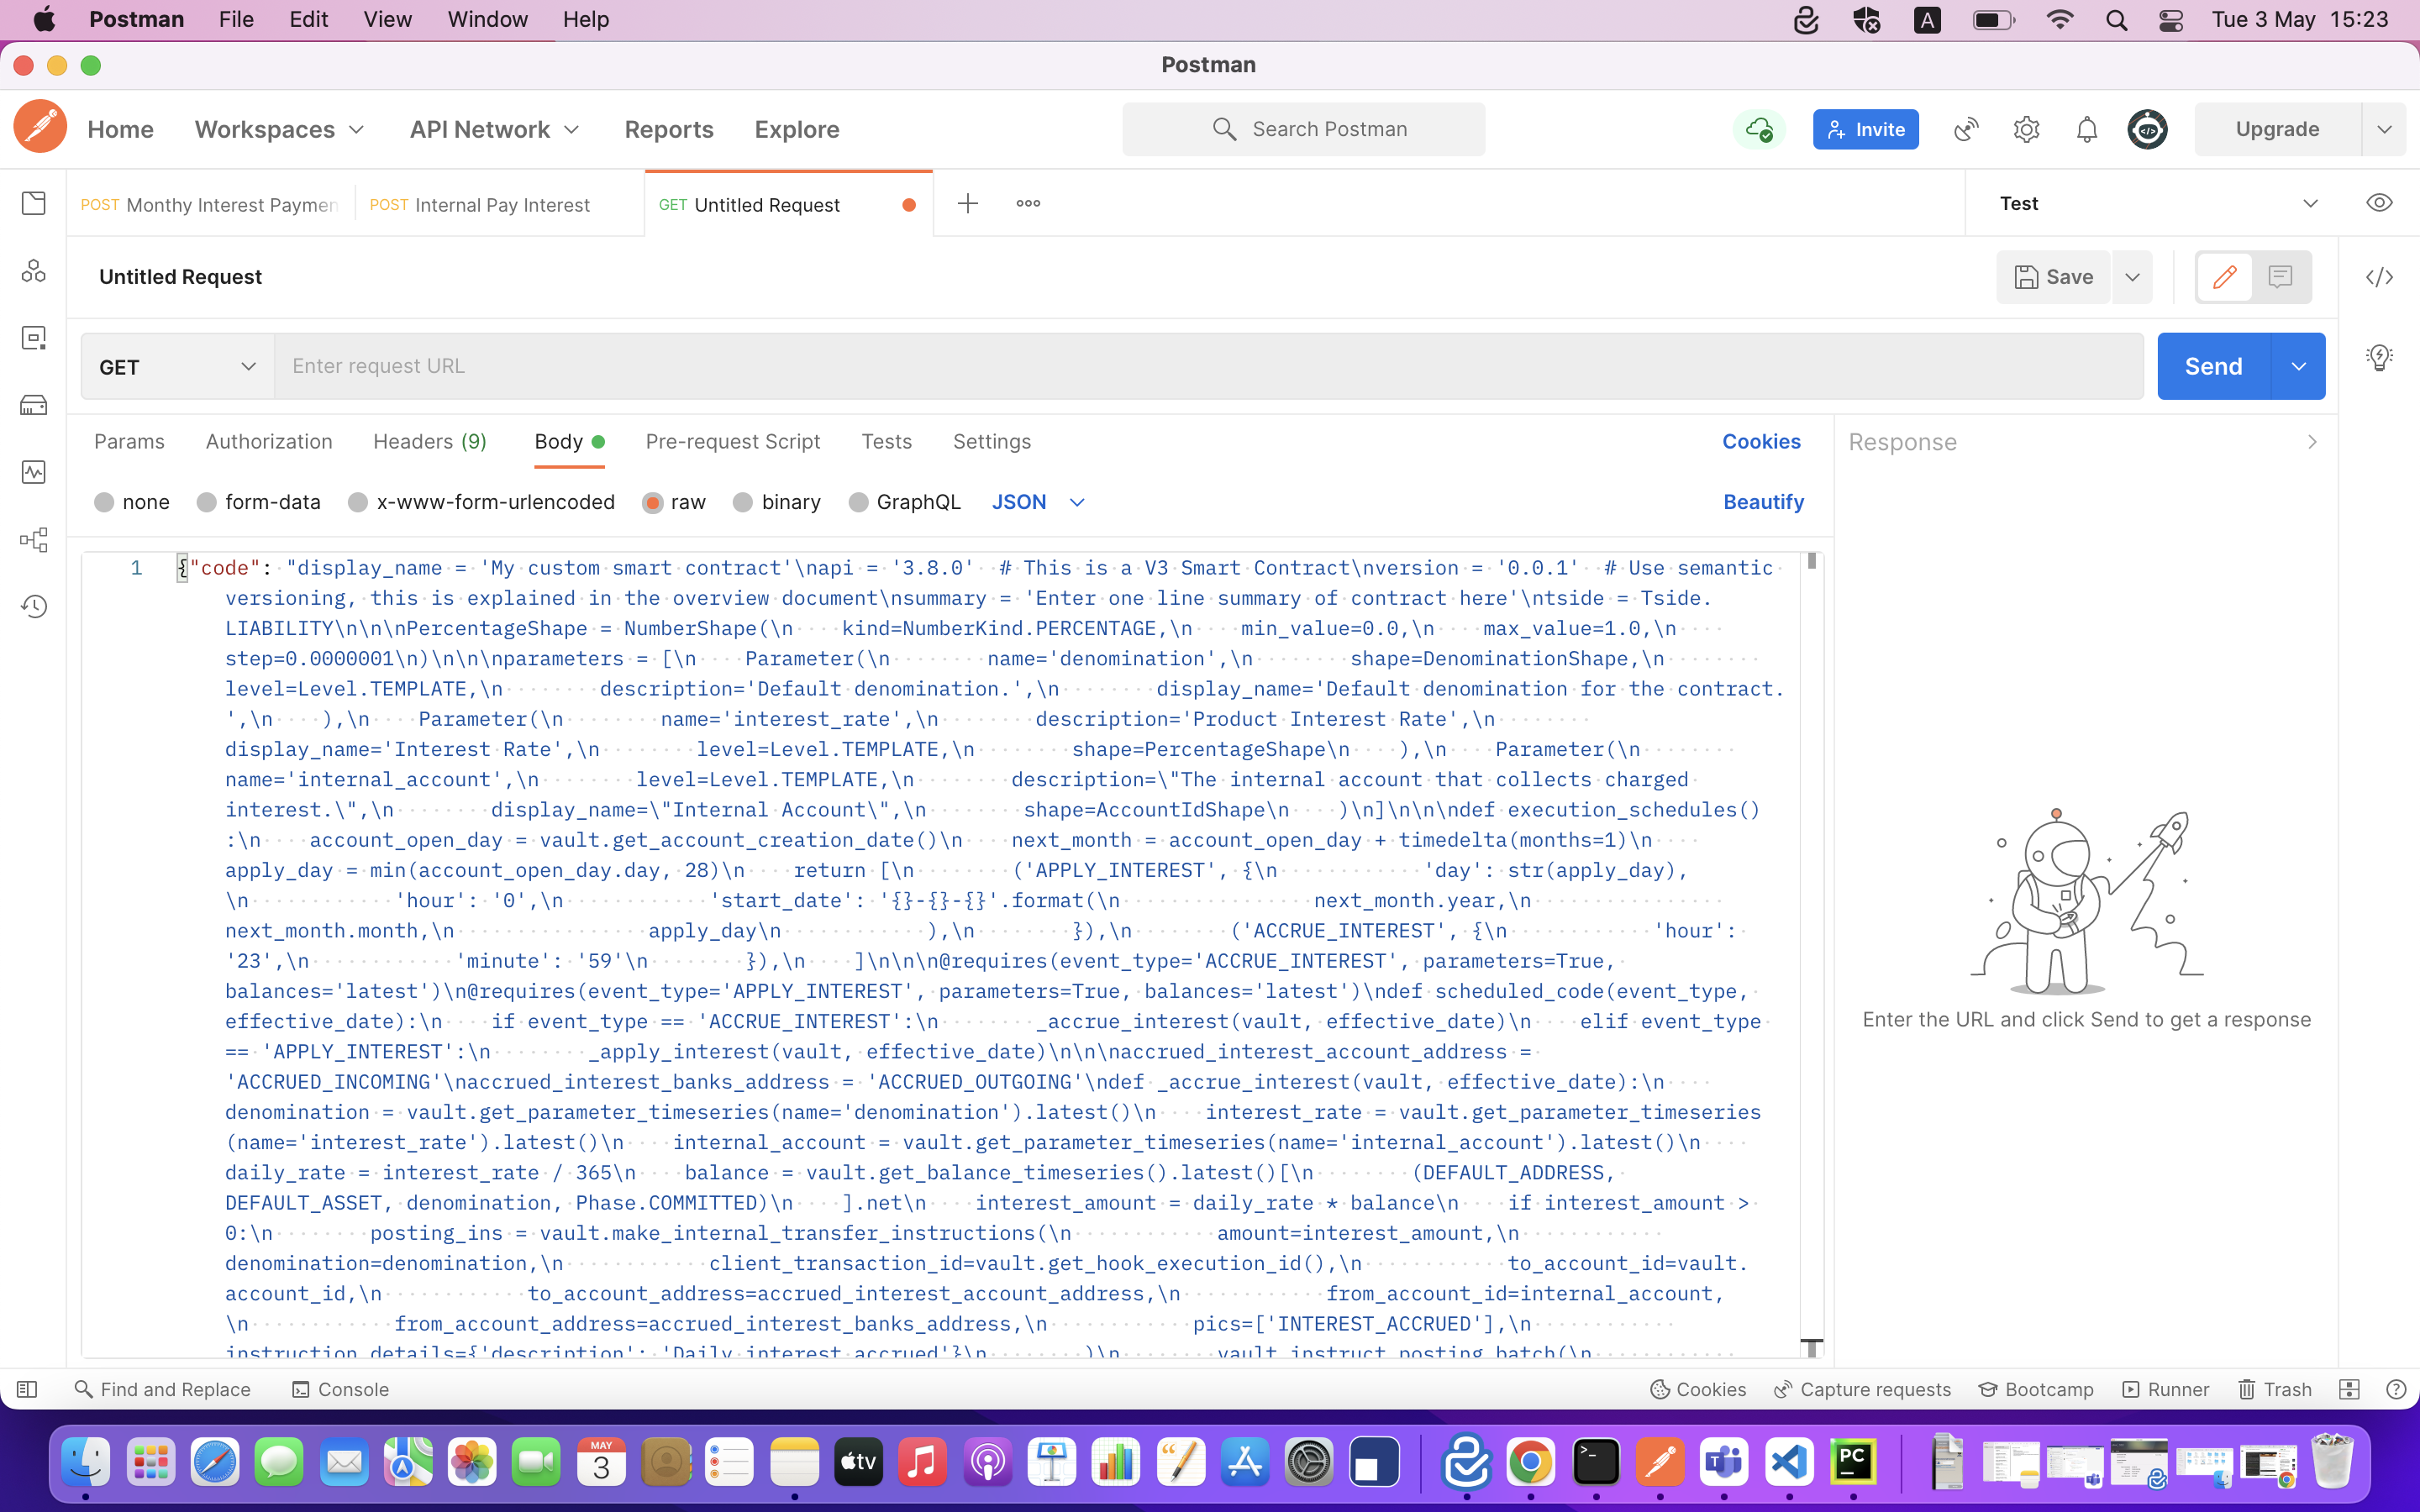 Postman File Edit View Window Help A Tue 3 May 15:23
Postman
Home Workspaces API Network Reports Explore Search Postman Invite Upgrade
POST Monthy Interest Paymen POST Internal Pay Interest GET Untitled Request Test
Untitled Request Save
GET Enter request URL Send
Params Authorization Headers (9) Body Pre-request Script Tests Settings Cookies Response
none form-data x-www-form-urlencoded raw binary GraphQL JSON Beautify
1 {"code": "display_name = 'My custom smart contract'\napi = '3.8.0'  # This is a V3 Smart Contract\nversion = '0.0.1'  # Use semantic
versioning, this is explained in the overview document\nsummary = 'Enter one line summary of contract here'\ntside = Tside.
LIABILITY\n\n\nPercentageShape = NumberShape(\n    kind=NumberKind.PERCENTAGE,\n    min_value=0.0,\n    max_value=1.0,\n
step=0.0000001\n)\n\n\nparameters = [\n    Parameter(\n        name='denomination',\n        shape=DenominationShape,\n
level=Level.TEMPLATE,\n        description='Default denomination.',\n        display_name='Default denomination for the contract.
',\n    ),\n    Parameter(\n        name='interest_rate',\n        description='Product Interest Rate',\n
display_name='Interest Rate',\n        level=Level.TEMPLATE,\n        shape=PercentageShape\n    ),\n    Parameter(\n
name='internal_account',\n        level=Level.TEMPLATE,\n        description=\"The internal account that collects charged
interest.\",\n        display_name=\"Internal Account\",\n        shape=AccountIdShape\n    )\n]\n\n\ndef execution_schedules()
:\n    account_open_day = vault.get_account_creation_date()\n    next_month = account_open_day + timedelta(months=1)\n
apply_day = min(account_open_day.day, 28)\n    return [\n        ('APPLY_INTEREST', {\n            'day': str(apply_day),
\n            'hour': '0',\n            'start_date': '{}-{}-{}'.format(\n                next_month.year,\n
next_month.month,\n                apply_day\n            ),\n        }),\n        ('ACCRUE_INTEREST', {\n            'hour':
'23',\n            'minute': '59'\n        }),\n    ]\n\n\n@requires(event_type='ACCRUE_INTEREST', parameters=True,
balances='latest')\n@requires(event_type='APPLY_INTEREST', parameters=True, balances='latest')\ndef scheduled_code(event_type,
effective_date):\n    if event_type == 'ACCRUE_INTEREST':\n        _accrue_interest(vault, effective_date)\n    elif event_type
== 'APPLY_INTEREST':\n        _apply_interest(vault, effective_date)\n\n\naccrued_interest_account_address =
'ACCRUED_INCOMING'\naccrued_interest_banks_address = 'ACCRUED_OUTGOING'\ndef _accrue_interest(vault, effective_date):\n
denomination = vault.get_parameter_timeseries(name='denomination').latest()\n    interest_rate = vault.get_parameter_timeseries
(name='interest_rate').latest()\n    internal_account = vault.get_parameter_timeseries(name='internal_account').latest()\n
daily_rate = interest_rate / 365\n    balance = vault.get_balance_timeseries().latest()[\n        (DEFAULT_ADDRESS,
DEFAULT_ASSET, denomination, Phase.COMMITTED)\n    ].net\n    interest_amount = daily_rate * balance\n    if interest_amount >
0:\n        posting_ins = vault.make_internal_transfer_instructions(\n            amount=interest_amount,\n
denomination=denomination,\n            client_transaction_id=vault.get_hook_execution_id(),\n            to_account_id=vault.
account_id,\n            to_account_address=accrued_interest_account_address,\n            from_account_id=internal_account,
\n            from_account_address=accrued_interest_banks_address,\n            pics=['INTEREST_ACCRUED'],\n
instruction_details={'description': 'Daily interest accrued'}\n        )\n        vault.instruct_posting_batch(\n
Enter the URL and click Send to get a response
Find and Replace Console Cookies Capture requests Bootcamp Runner Trash
MAY
3
tv
PC